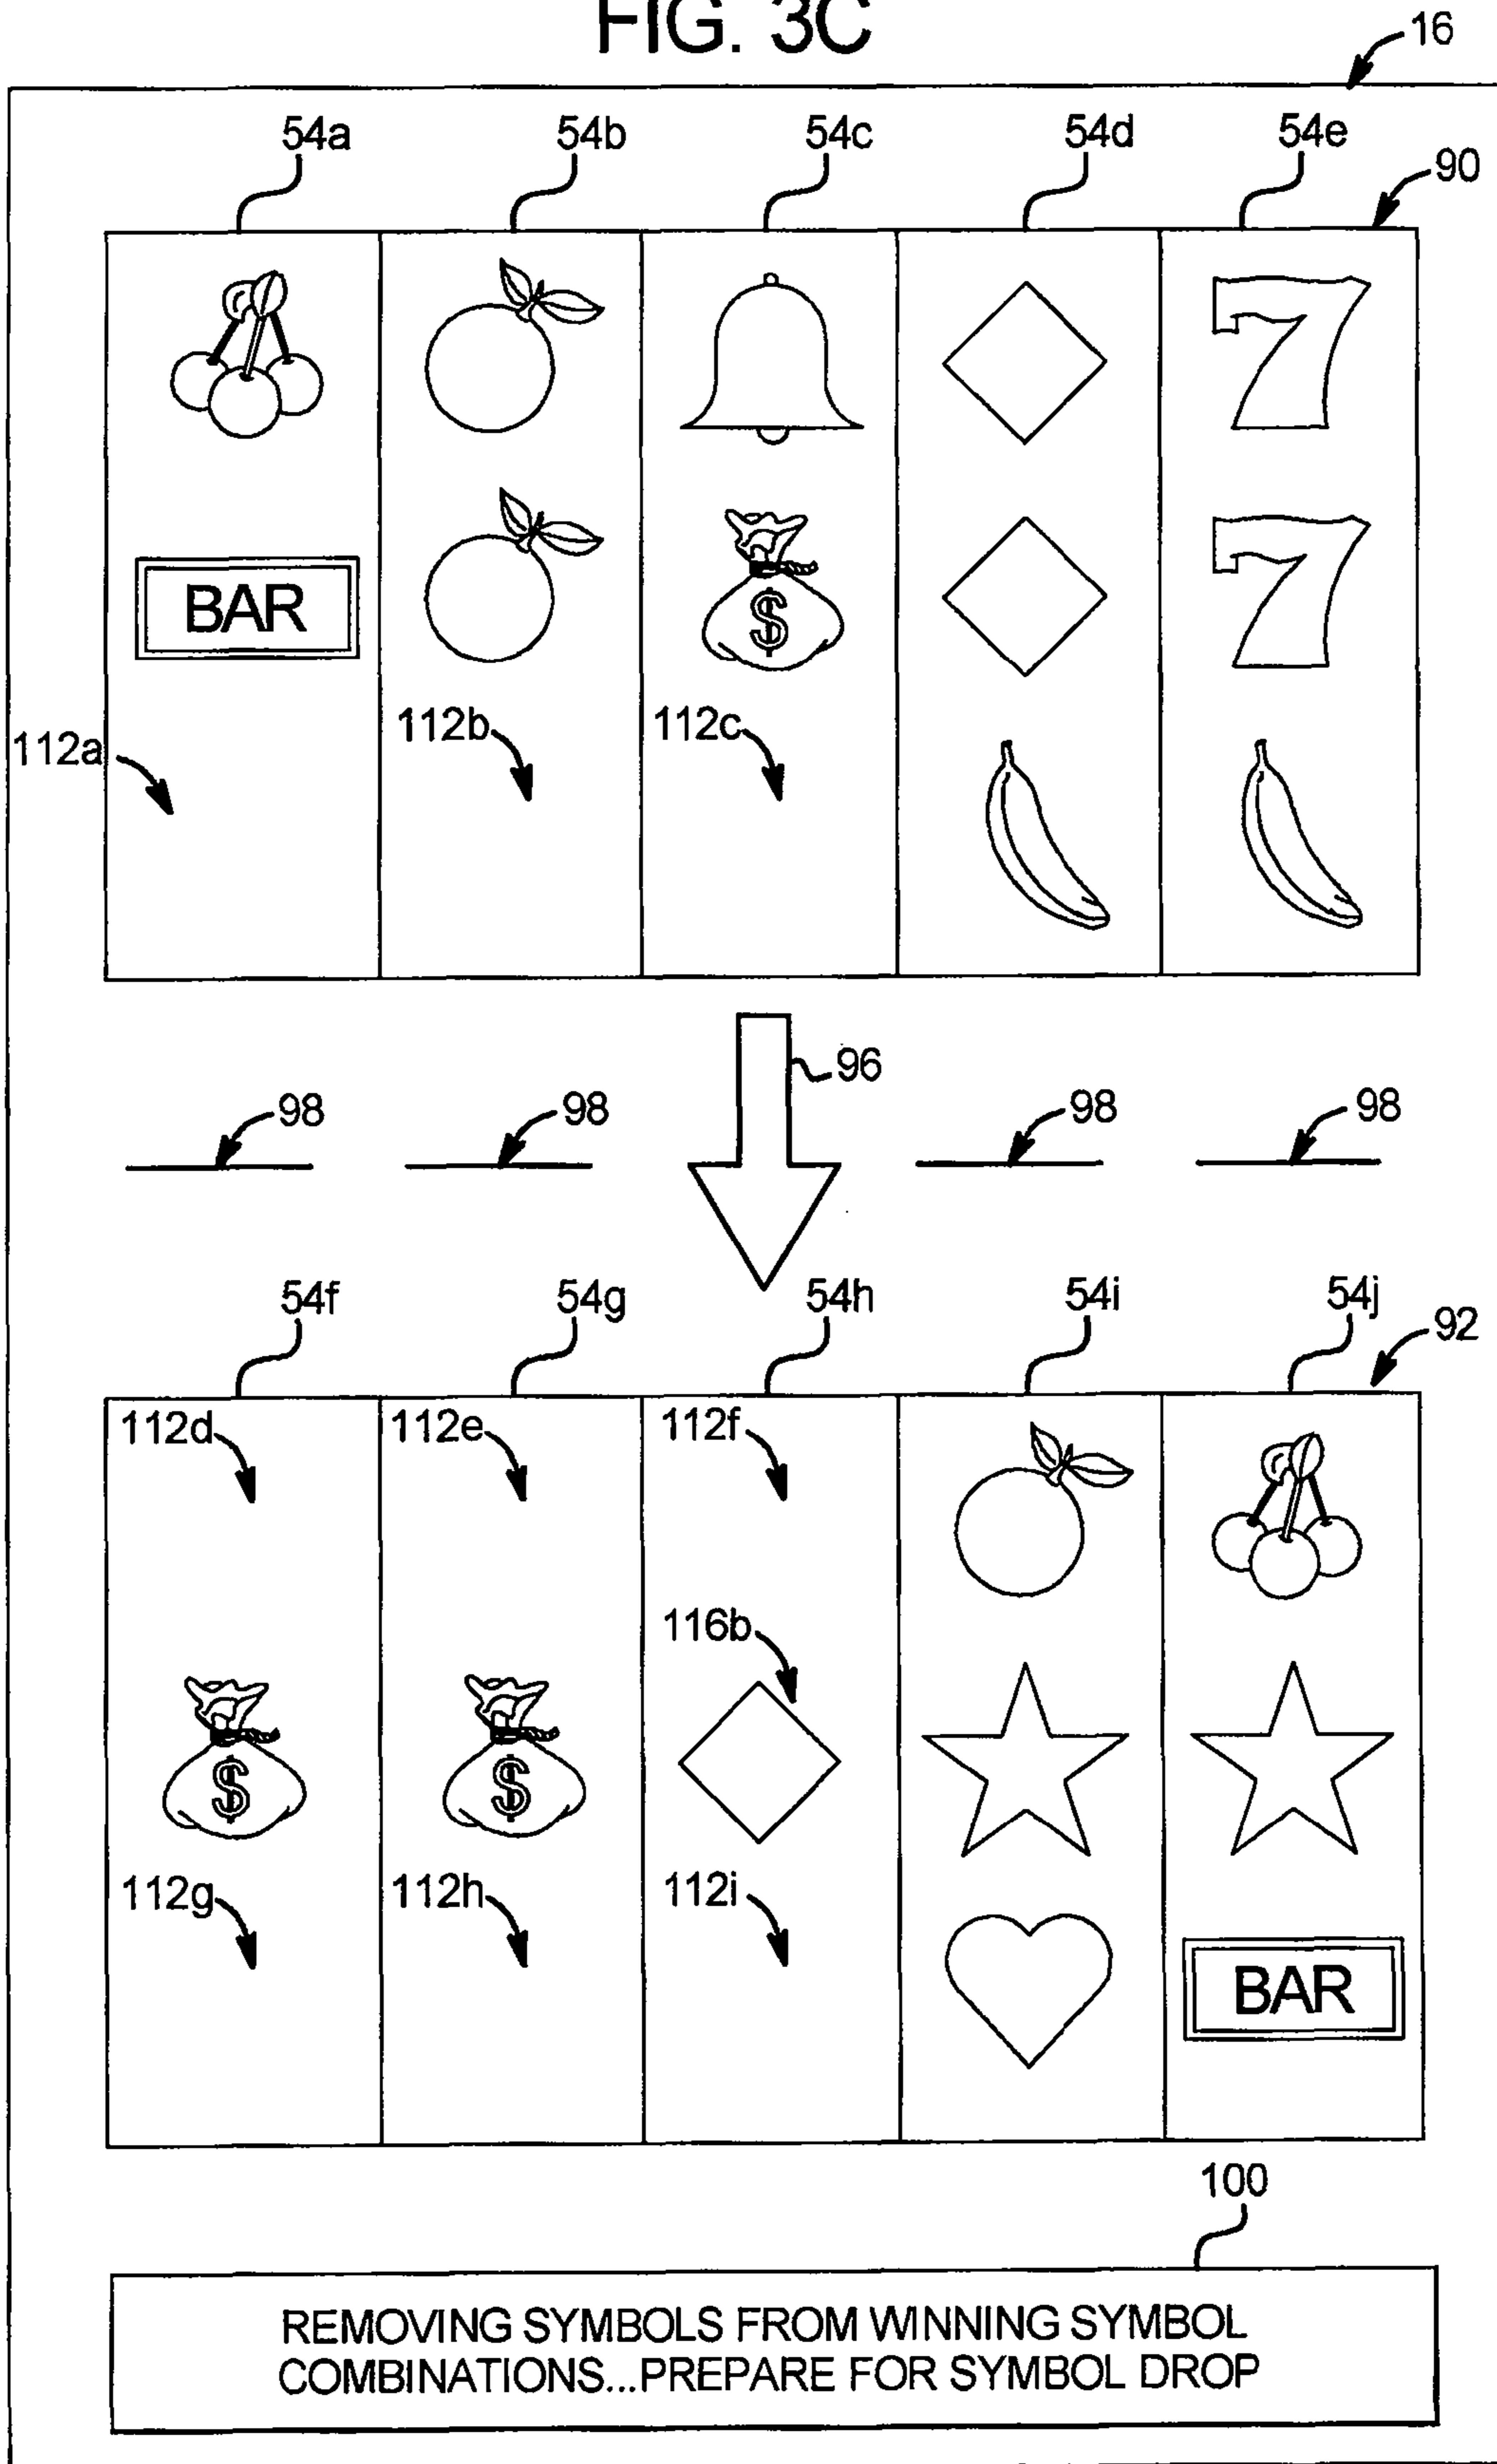 FIG. 3C
16
54a 54b 54c 54d 54e
90
7
BAR $ 7
112a 112b 112c
96
98 98 98 98
54f 54g 54h 54i 54j
92
112d 112e 112f
116b
$ $
112g 112h 112i
BAR
100
REMOVING SYMBOLS FROM WINNING SYMBOL
COMBINATIONS...PREPARE FOR SYMBOL DROP